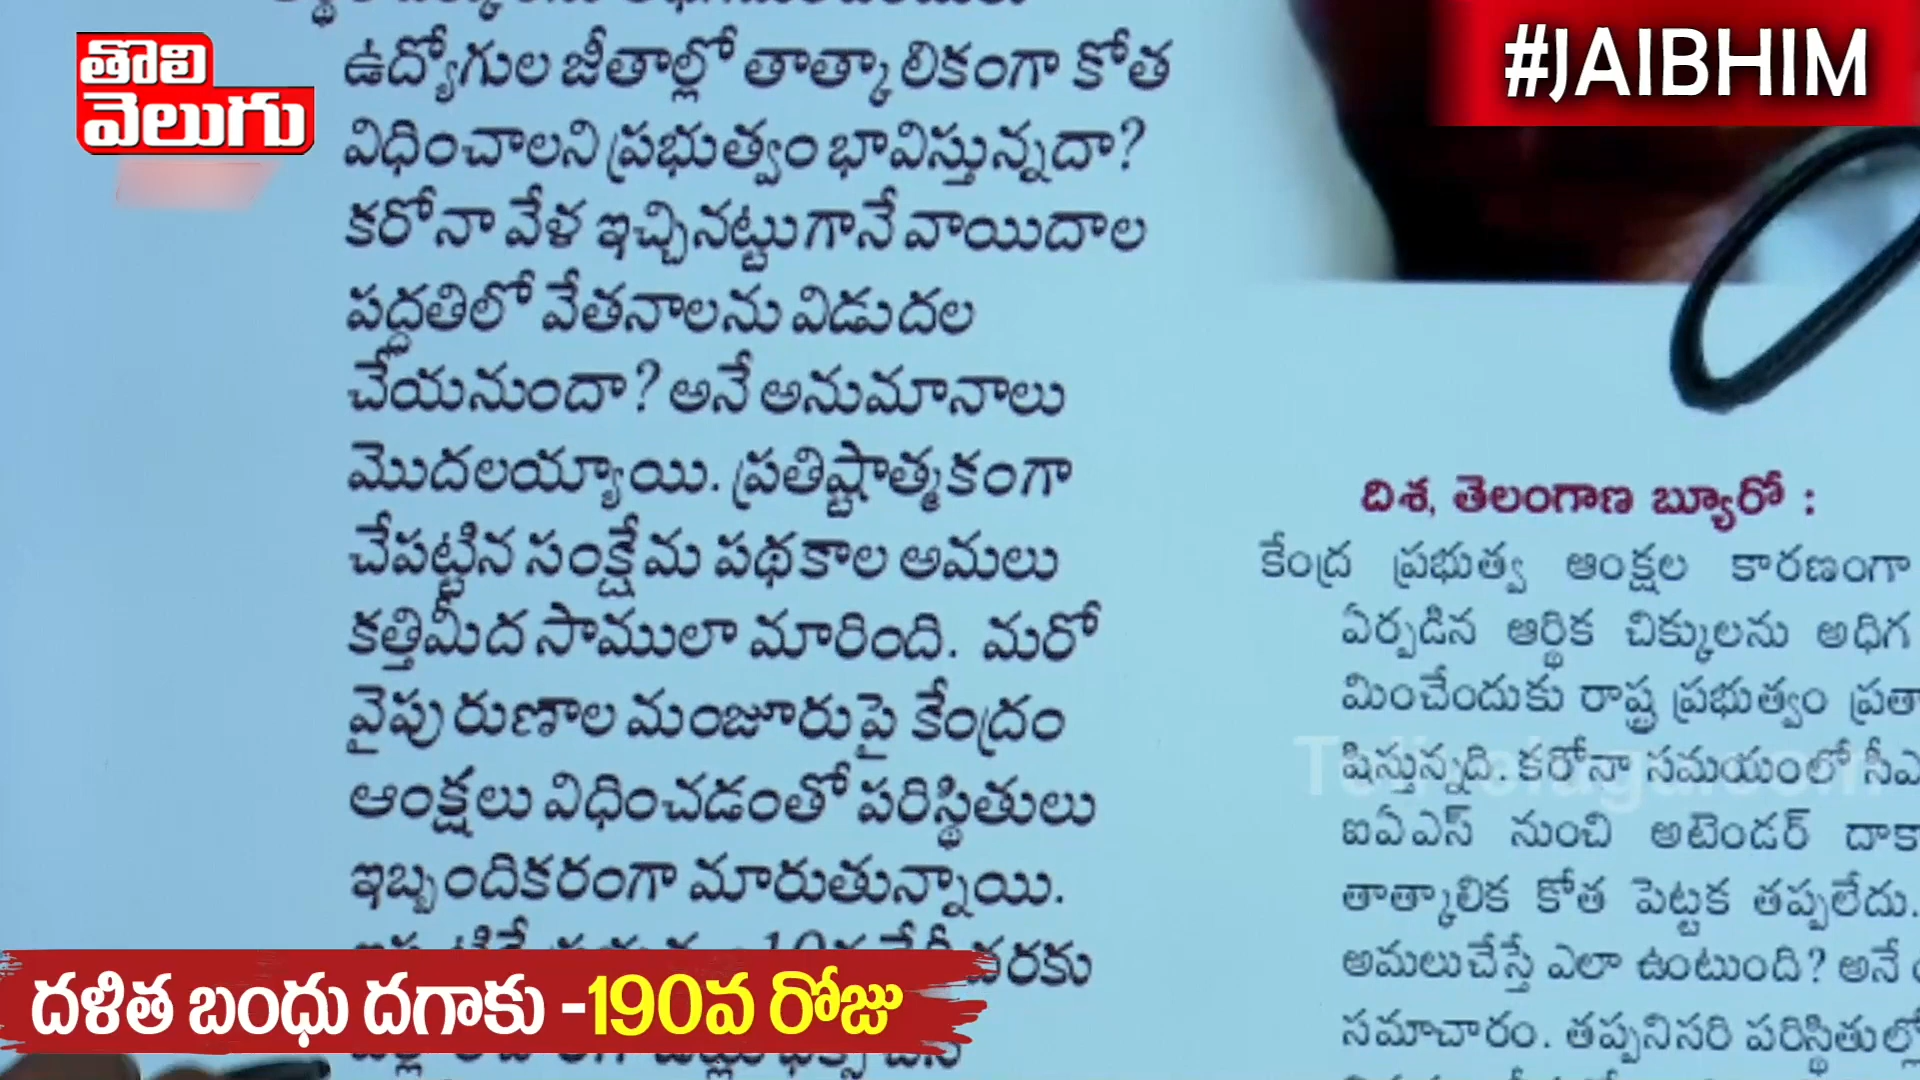 తొలి
వెలుగు
#JAIBHIM
ఉద్యోగుల జీతాల్లో తాత్కాలికంగా కోత
విధించాలని ప్రభుత్వం భావిస్తున్నదా?
కరోనా వేళ ఇచ్చినట్టుగానే వాయిదాల
పద్ధతిలో వేతనాలను విడుదల
చేయనుందా? అనే అనుమానాలు
మొదలయ్యాయి. ప్రతిష్టాత్మకంగా
చేపట్టిన సంక్షేమ పథకాల అమలు
కత్తిమీద సాములా మారింది. మరో
వైపు రుణాల మంజూరుపై కేంద్రం
ఆంక్షలు విధించడంతో పరిస్థితులు
ఇబ్బందికరంగా మారుతున్నాయి.
దిశ, తెలంగాణ బ్యూరో :
కేంద్ర ప్రభుత్వ ఆంక్షల కారణంగా
ఏర్పడిన ఆర్థిక చిక్కులను అధిగ
మించేందుకు రాష్ట్ర ప్రభుత్వం
షిస్తున్నది. కరోనా సమయంలో
ఐఏఎస్ నుంచి అటెండర్ దాకా
తాత్కాలిక కోత పెట్టక తప్పలేదు.
అమలుచేస్తే ఎలా ఉంటుంది? అనే
సమాచారం. తప్పనిసరి పరిస్థితుల్లో
దళిత బంధు దగాకు -190వ రోజు